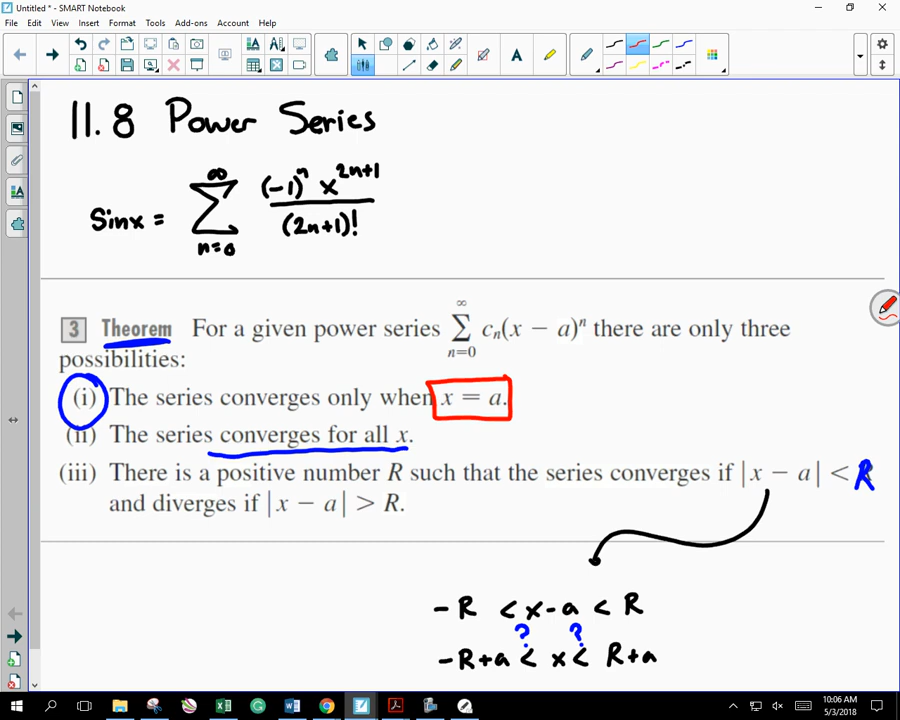 Untitled * - SMART Notebook
File Edit View Insert Format Tools Add-ons Account Help
11.8 Power Series
Sinx = ∑_{n=0}^{∞} (-1)^n x^{2n+1} / (2n+1)!
3 Theorem For a given power series ∑_{n=0}^{∞} c_n(x − a)^n there are only three
possibilities:
(i) The series converges only when x = a.
(ii) The series converges for all x.
(iii) There is a positive number R such that the series converges if |x − a| < R
and diverges if |x − a| > R.
-R < x-a < R
? ?
-R+a < x < R+a
10:06 AM
5/3/2018